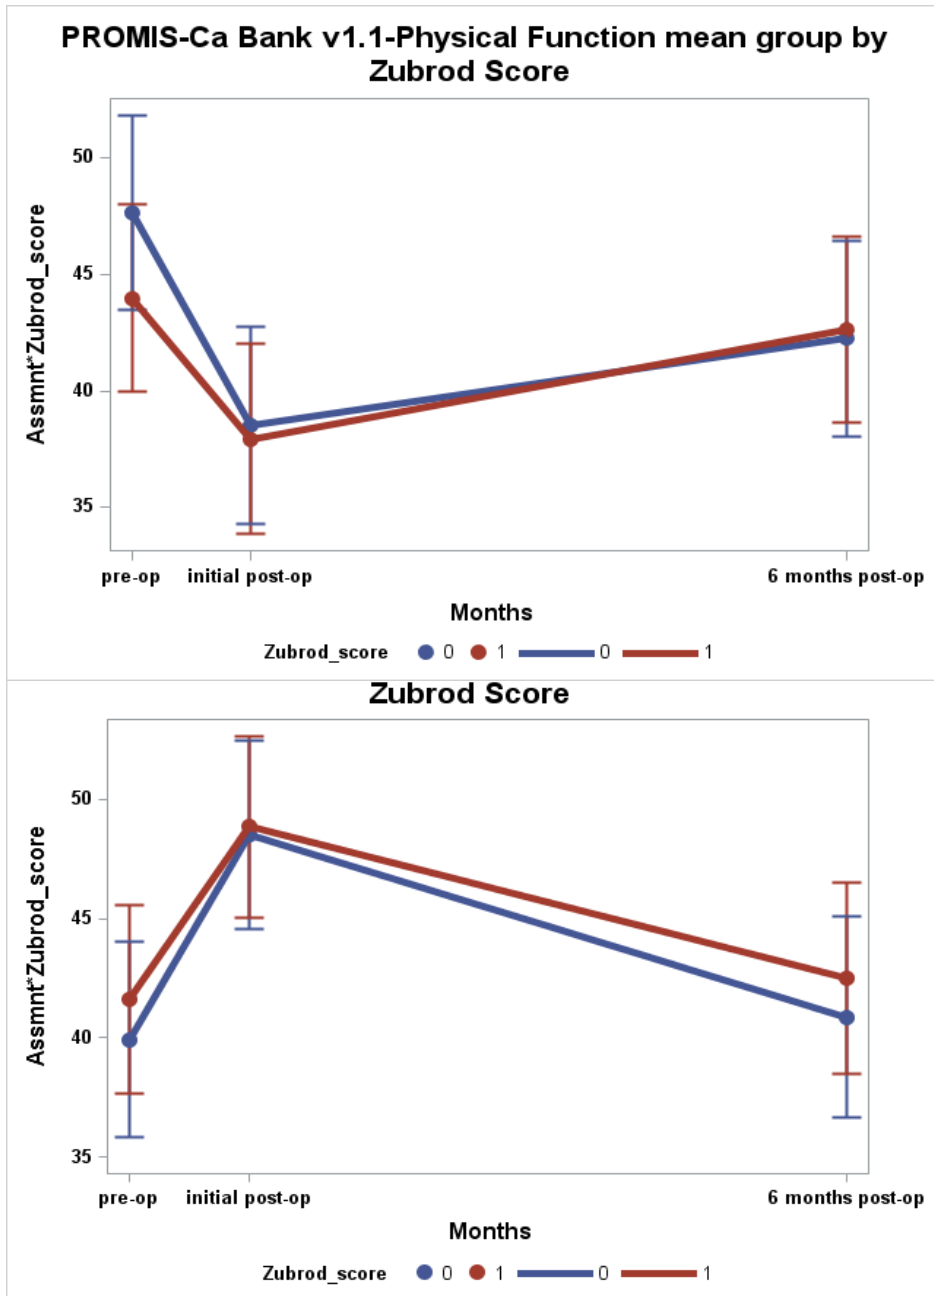 PROMIS-Ca Bank v1.1-Physical Function mean group by
Zubrod Score
Assmnt*Zubrod_score
50
45
40
35
pre-op initial post-op 6 months post-op
Months
Zubrod_score 0 1 0 1
Zubrod Score
Assmnt*Zubrod_score
50
45
40
35
pre-op initial post-op 6 months post-op
Months
Zubrod_score 0 1 0 1